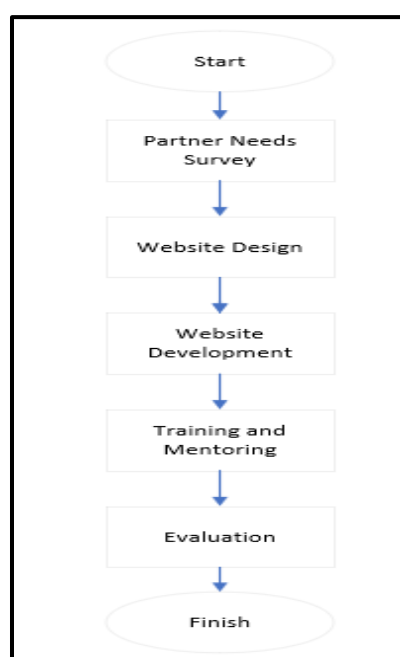 Start
Partner Needs
Survey
Website Design
Website
Development
Training and
Mentoring
Evaluation
Finish